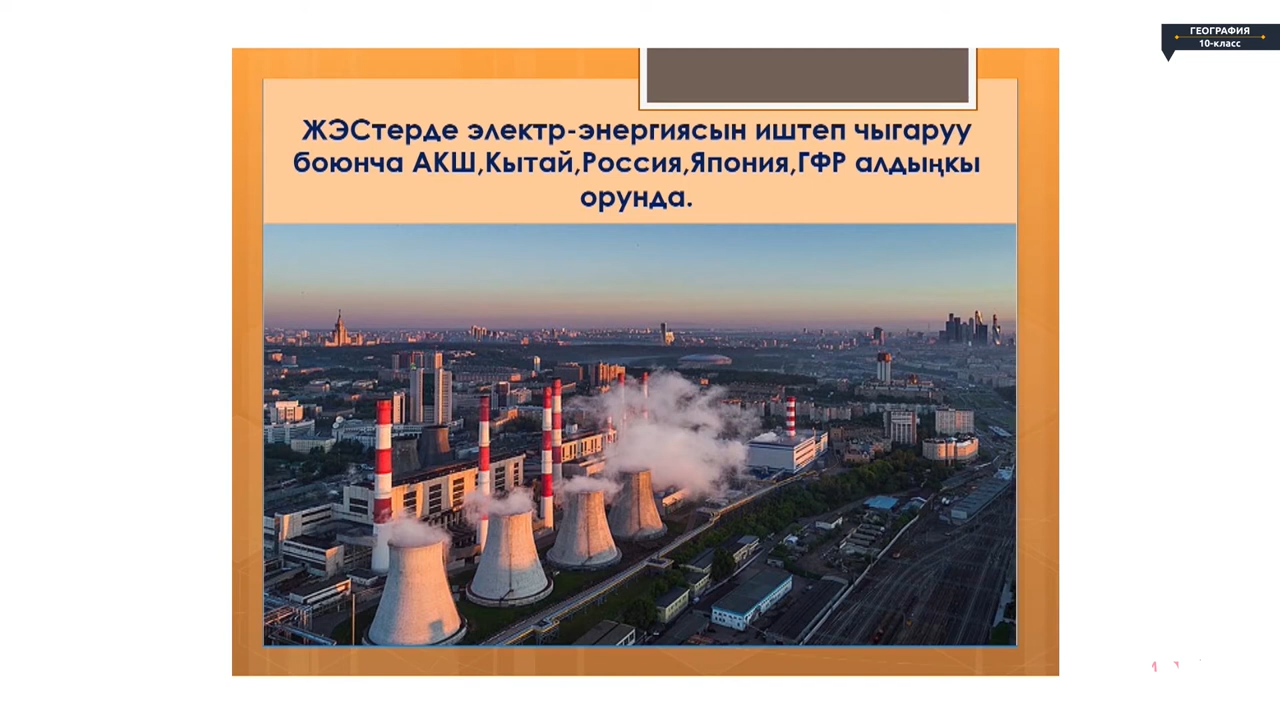 ГЕОГРАФИЯ
10-класс
ЖЭСтерде электр-энергиясын иштеп чыгаруу
боюнча АКШ,Кытай,Россия,Япония,ГФР алдыңкы
орунда.